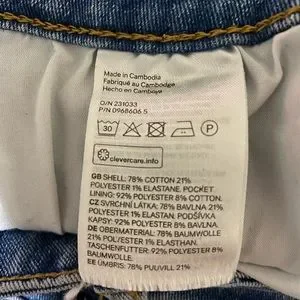 Made in Cambodia
Fabriqué au Cambodge
Hecho en Camboya
O/N 231033
P/N 0968606 5
30
P
clevercare.info
GB SHELL: 78% COTTON 21%
POLYESTER 1% ELASTANE. POCKET
LINING: 92% POLYESTER 8% COTTON.
CZ SVRCHNÍ LÁTKA: 78% BAVLNA 21%
POLYESTER 1% ELASTAN. PODŠÍVKA
KAPSY: 92% POLYESTER 8% BAVLNA.
DE OBERMATERIAL: 78% BAUMWOLLE
21% POLYESTER 1% ELASTHAN.
TASCHENFUTTER: 92% POLYESTER 8%
BAUMWOLLE
EE ÜMBRIS: 78% PUUVILL 21%